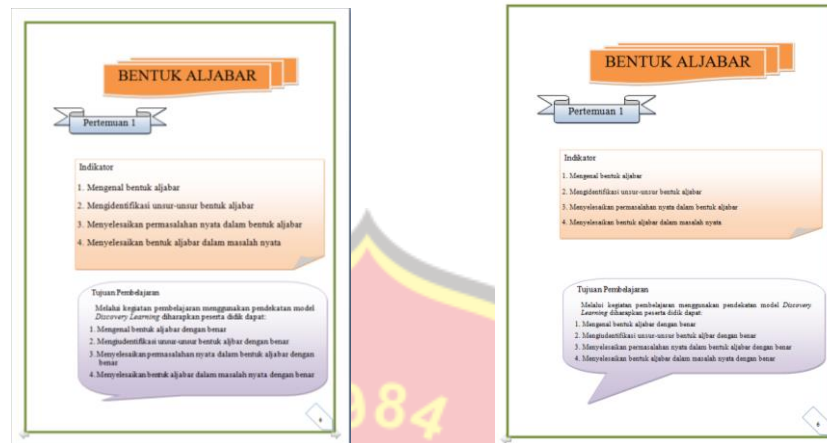 BENTUK ALJABAR
Pertemuan 1
Indikator
1. Mengenal bentuk aljabar
2. Mengidentifikasi unsur-unsur bentuk aljabar
3. Menyelesaikan permasalahan nyata dalam bentuk aljabar
4. Menyelesaikan bentuk aljabar dalam masalah nyata
Tujuan Pembelajaran
Melalui kegiatan pembelajaran menggunakan pendekatan model
Discovery Learning diharapkan peserta didik dapat:
1. Mengenal bentuk aljabar dengan benar
2. Mengiudentifikasi unsur-unsur bentuk aljbar dengan benar
3. Menyelesaikan permasalahan nyata dalam bentuk aljabar dengan
benar
4. Menyelesaikan bentuk aljabar dalam masalah nyata dengan benar
6
984
BENTUK ALJABAR
Pertemuan 1
Indikator
1. Mengenal bentuk aljabar
2. Mengidentifikasi unsur-unsur bentuk aljabar
3. Menyelesaikan permasalahan nyata dalam bentuk aljabar
4. Menyelesaikan bentuk aljabar dalam masalah nyata
Tujuan Pembelajaran
Melalui kegiatan pembelajaran menggunakan pendekatan model Discovery
Learning diharapkan peserta didik dapat:
1. Mengenal bentuk aljabar dengan benar
2. Mengiudentifikasi unsur-unsur bentuk aljbar dengan benar
3. Menyelesaikan permasalahan nyata dalam bentuk aljabar dengan benar
4. Menyelesaikan bentuk aljabar dalam masalah nyata dengan benar
6